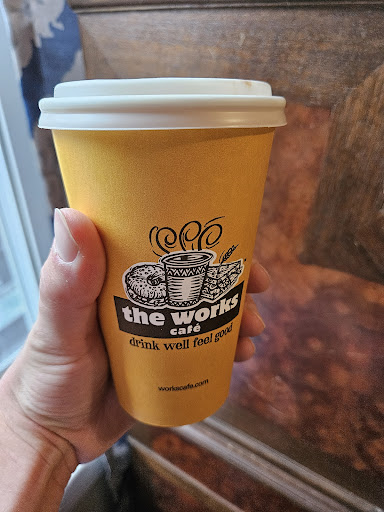 the works
café
drink well feel good
workscafe.com